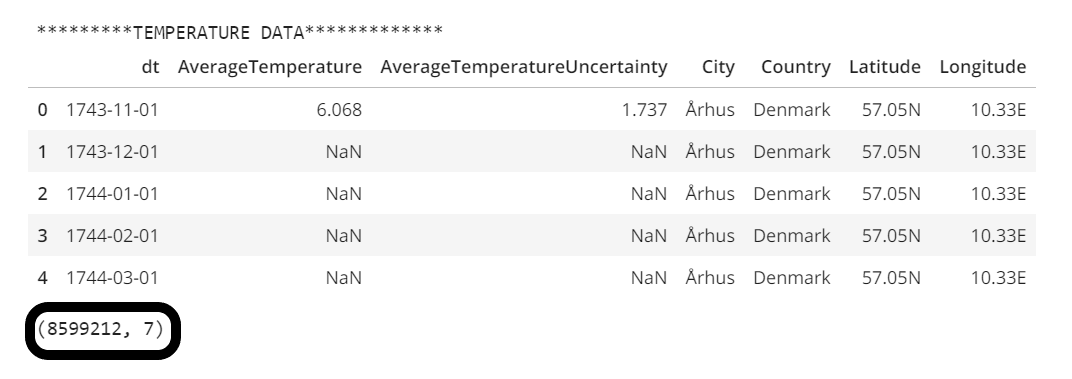 *********TEMPERATURE DATA*************
dt AverageTemperature AverageTemperatureUncertainty City Country Latitude Longitude
0 1743-11-01 6.068 1.737 Århus Denmark 57.05N 10.33E
1 1743-12-01 NaN NaN Århus Denmark 57.05N 10.33E
2 1744-01-01 NaN NaN Århus Denmark 57.05N 10.33E
3 1744-02-01 NaN NaN Århus Denmark 57.05N 10.33E
4 1744-03-01 NaN NaN Århus Denmark 57.05N 10.33E
(8599212, 7)